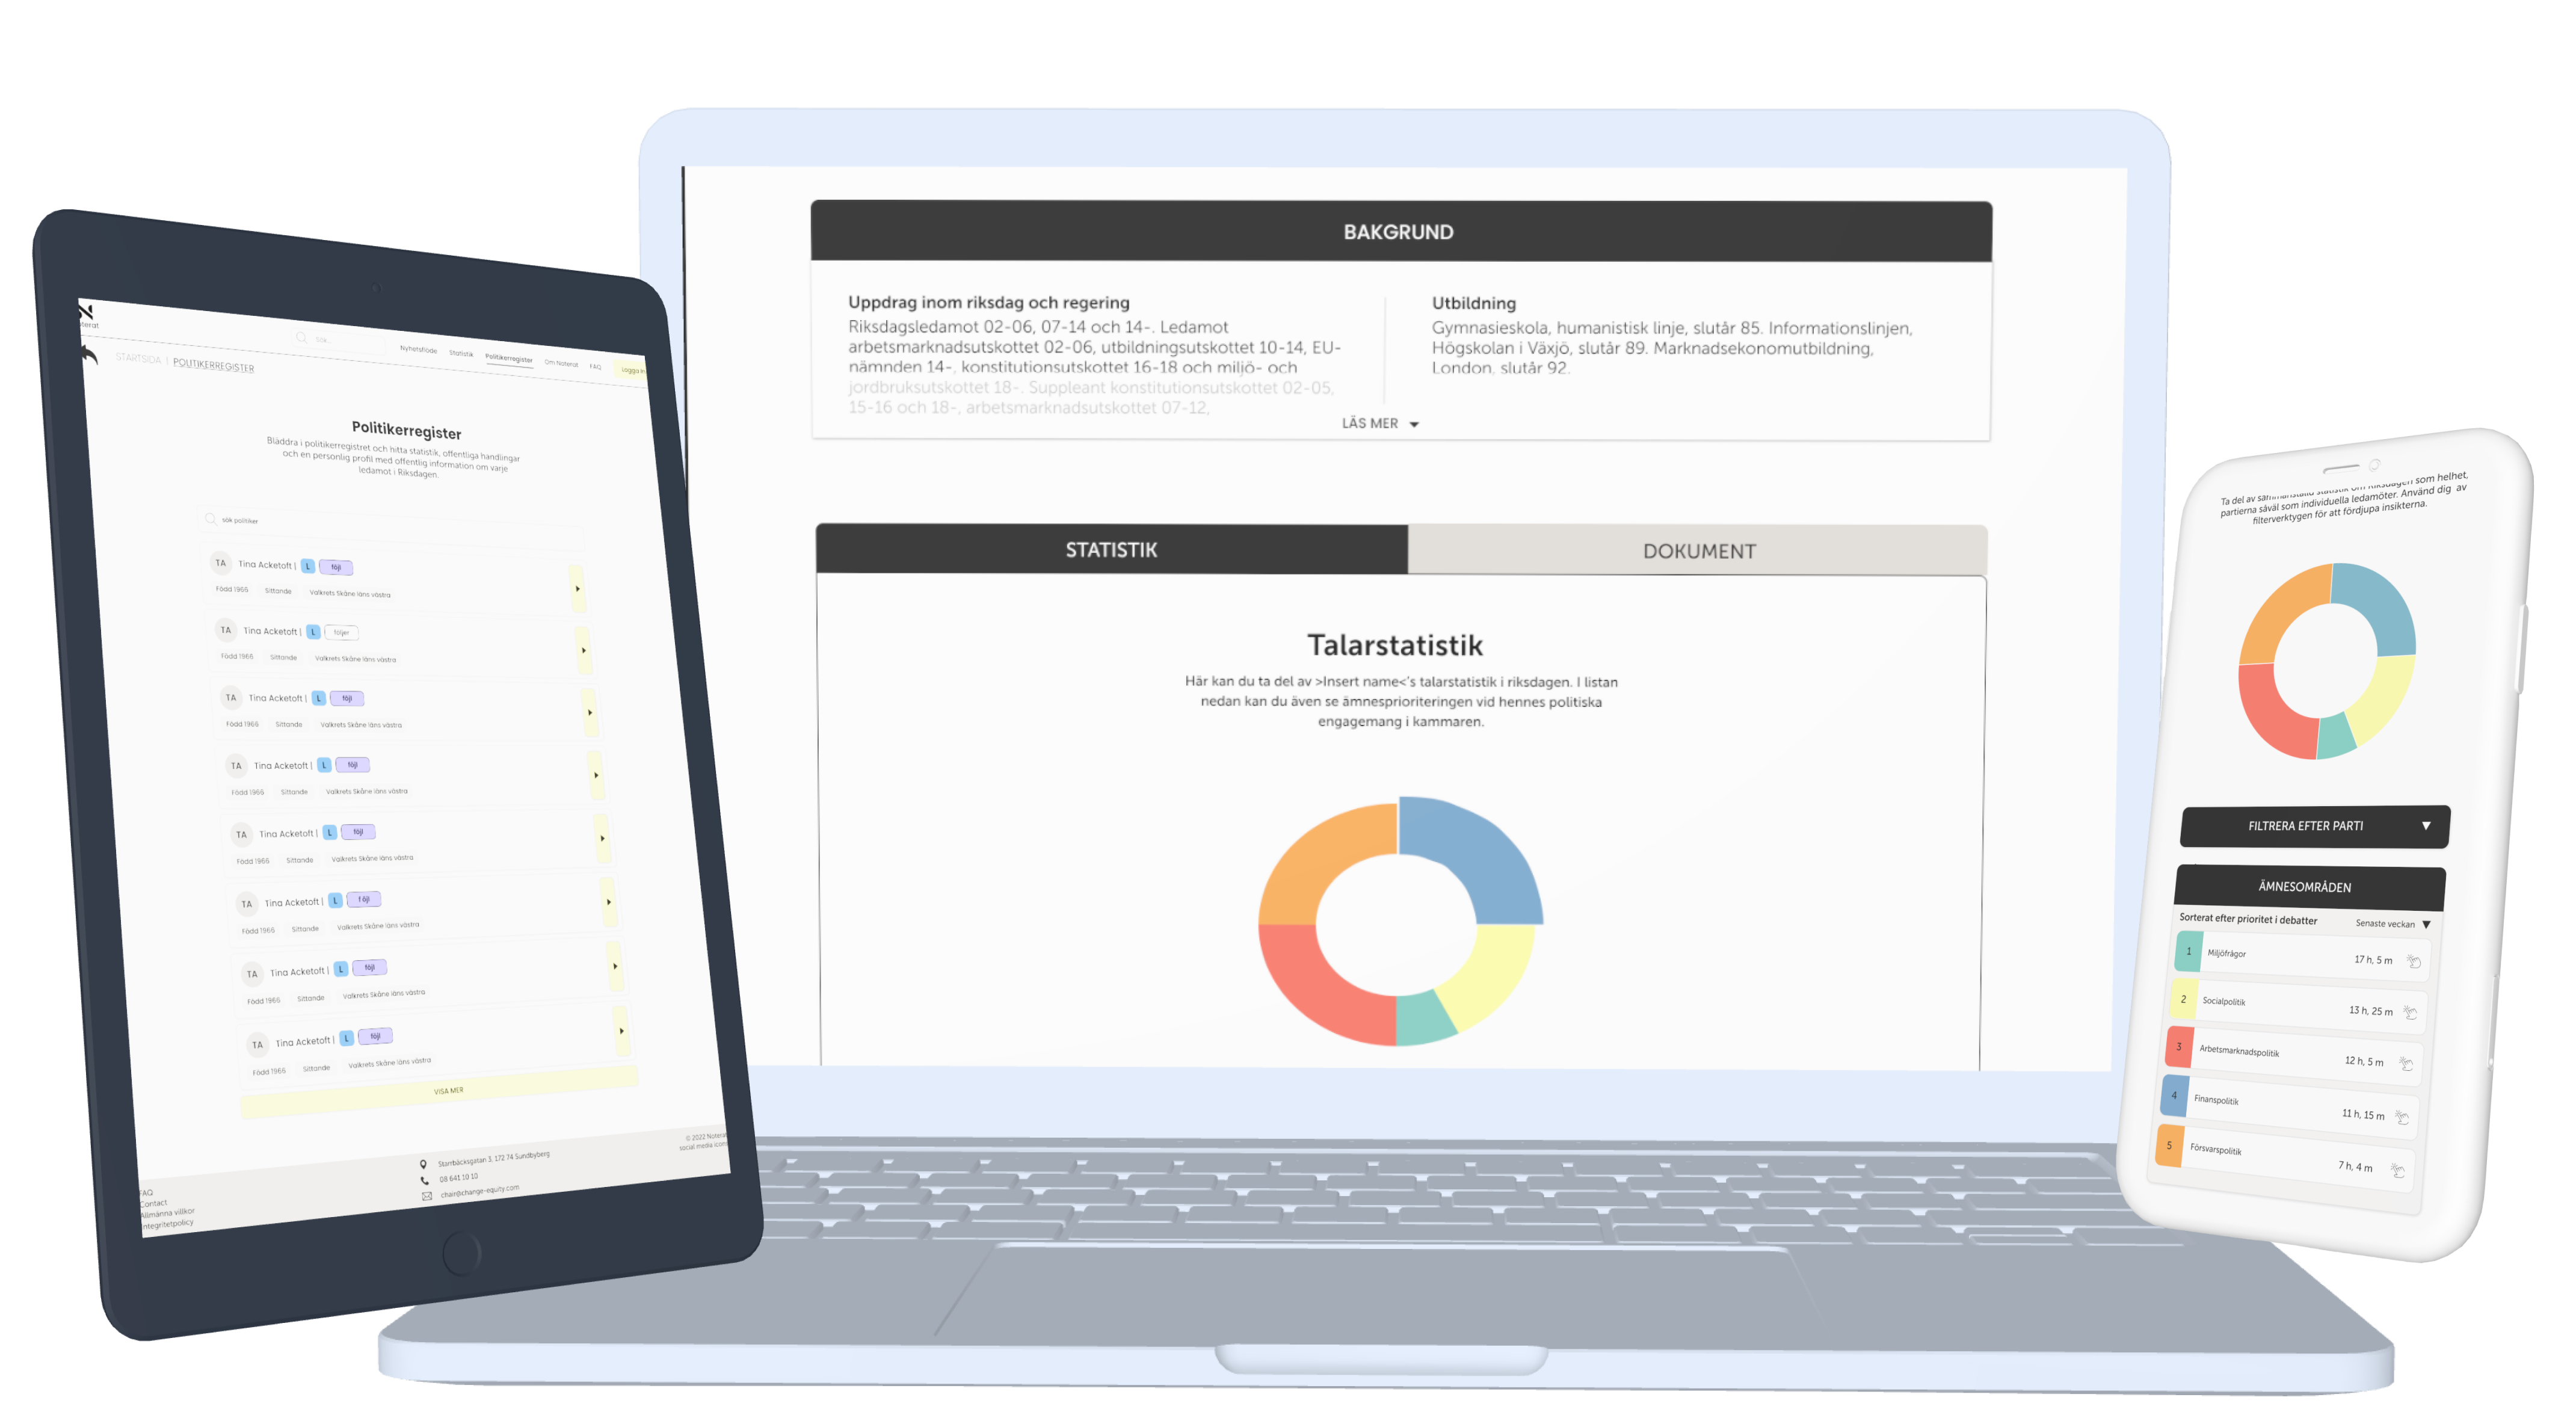 oterat
Sök...
Nyhetsflöde
Statistik
Politikerregister
Om Noterat
FAQ
Logga in
STARTSIDA | POLITIKERREGISTER
Politikerregister
Bläddra i politikerregistret och hitta statistik, offentliga handlingar
och en personlig profil med offentlig information om varje
ledamot i Riksdagen.
sök politiker
TA Tina Acketoft | L följ
Född 1966 Sittande Valkrets Skåne läns västra
TA Tina Acketoft | L följer
Född 1966 Sittande Valkrets Skåne läns västra
TA Tina Acketoft | L följ
Född 1966 Sittande Valkrets Skåne läns västra
TA Tina Acketoft | L följ
Född 1966 Sittande Valkrets Skåne läns västra
TA Tina Acketoft | L följ
Född 1966 Sittande Valkrets Skåne läns västra
TA Tina Acketoft | L följ
Född 1966 Sittande Valkrets Skåne läns västra
TA Tina Acketoft | L följ
Född 1966 Sittande Valkrets Skåne läns västra
TA Tina Acketoft | L följ
Född 1966 Sittande Valkrets Skåne läns västra
VISA MER
FAQ
Contact
Allmänna villkor
Integritetpolicy
Starrbäcksgatan 3, 172 74 Sundbyberg
08 641 10 10
chair@change-equity.com
© 2022 Noterat
social media icons
BAKGRUND
Uppdrag inom riksdag och regering
Riksdagsledamot 02-06, 07-14 och 14-. Ledamot
arbetsmarknadsutskottet 02-06, utbildningsutskottet 10-14, EU-
nämnden 14-, konstitutionsutskottet 16-18 och miljö- och
jordbruksutskottet 18-. Suppleant konstitutionsutskottet 02-05,
15-16 och 18-, arbetsmarknadsutskottet 07-12,
Utbildning
Gymnasieskola, humanistisk linje, slutår 85. Informationslinjen,
Högskolan i Växjö, slutår 89. Marknadsekonomutbildning,
London, slutår 92.
LÄS MER
STATISTIK
DOKUMENT
Talarstatistik
Här kan du ta del av >Insert name<'s talarstatistik i riksdagen. I listan
nedan kan du även se ämnesprioriteringen vid hennes politiska
engagemang i kammaren.
Ta del av sammanställd statistik om Riksdagen som helhet,
partierna såväl som individuella ledamöter. Använd dig av
filterverktygen för att fördjupa insikterna.
FILTRERA EFTER PARTI
ÄMNESOMRÅDEN
Sorterat efter prioritet i debatter Senaste veckan
1 Miljöfrågor 17 h, 5 m
2 Socialpolitik 13 h, 25 m
3 Arbetsmarknadspolitik 12 h, 5 m
4 Finanspolitik 11 h, 15 m
5 Försvarspolitik 7 h, 4 m